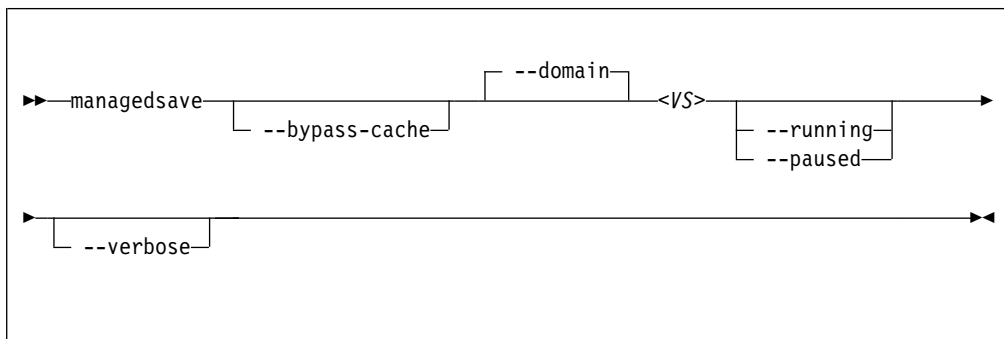 --domain
managedsave <VS>
--bypass-cache --running
--paused
--verbose